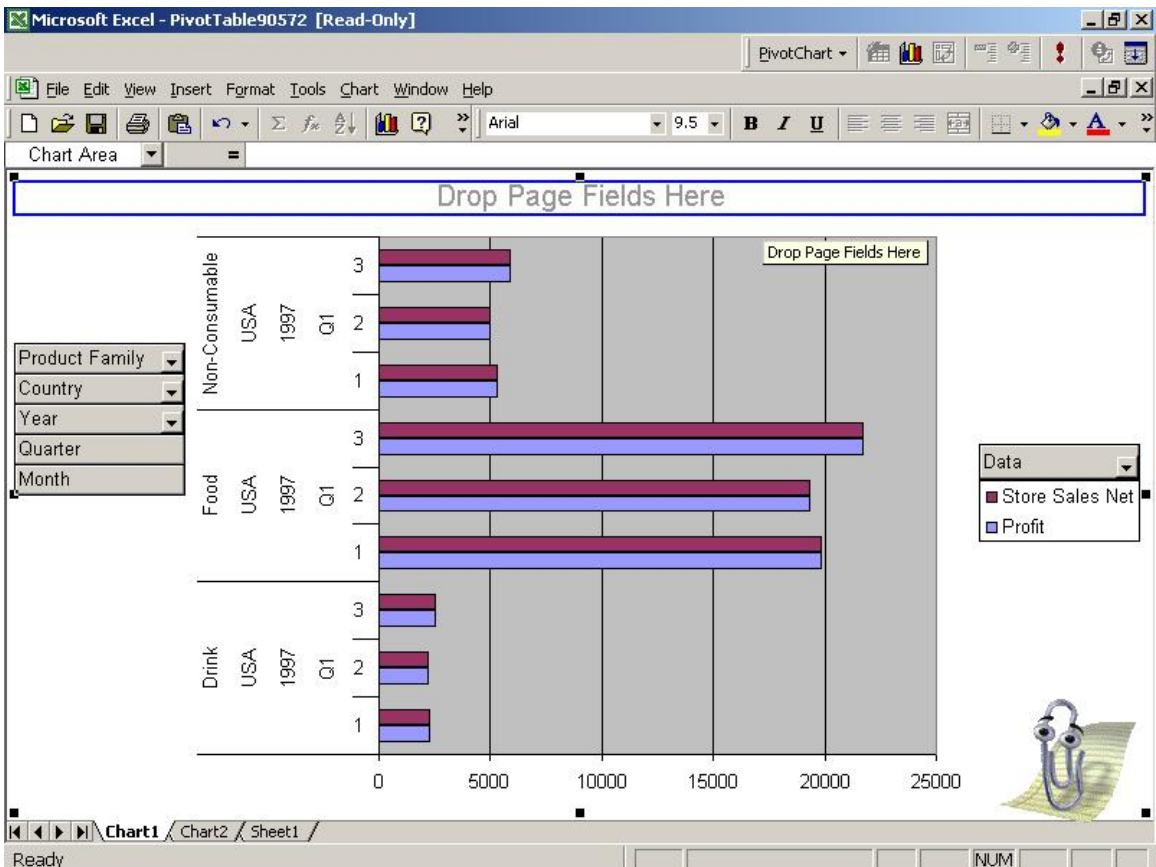 Microsoft Excel - PivotTable90572 [Read-Only]
PivotChart
File Edit View Insert Format Tools Chart Window Help
Arial 9.5 B I U
Chart Area =
Drop Page Fields Here
Drop Page Fields Here
Product Family
Country
Year
Quarter
Month
Non-Consumable USA 1997 Q1
3
2
1
Food USA 1997 Q1
3
2
1
Drink USA 1997 Q1
3
2
1
0 5000 10000 15000 20000 25000
Data
Store Sales Net
Profit
Chart1 Chart2 Sheet1
Ready NUM